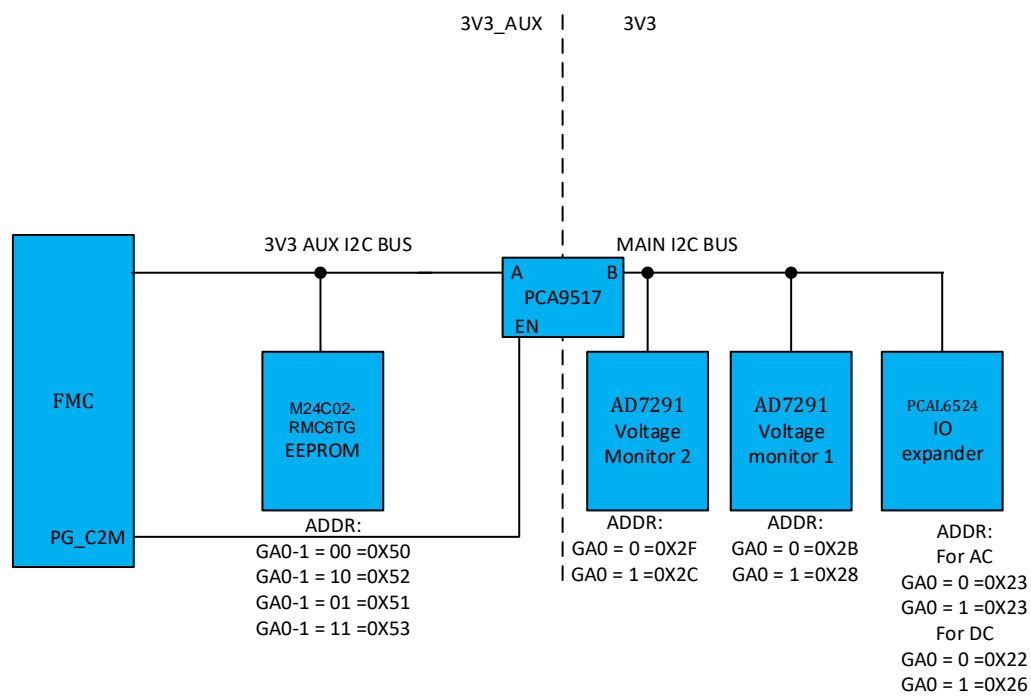 3V3_AUX
3V3
3V3 AUX I2C BUS
MAIN I2C BUS
A
B
PCA9517
EN
FMC
PG_C2M
M24C02-
RMC6TG
EEPROM
ADDR:
GA0-1 = 00 =0X50
GA0-1 = 10 =0X52
GA0-1 = 01 =0X51
GA0-1 = 11 =0X53
AD7291
Voltage
Monitor 2
ADDR:
GA0 = 0 =0X2F
GA0 = 1 =0X2C
AD7291
Voltage
monitor 1
ADDR:
GA0 = 0 =0X2B
GA0 = 1 =0X28
PCAL6524
IO
expander
ADDR:
For AC
GA0 = 0 =0X23
GA0 = 1 =0X23
For DC
GA0 = 0 =0X22
GA0 = 1 =0X26